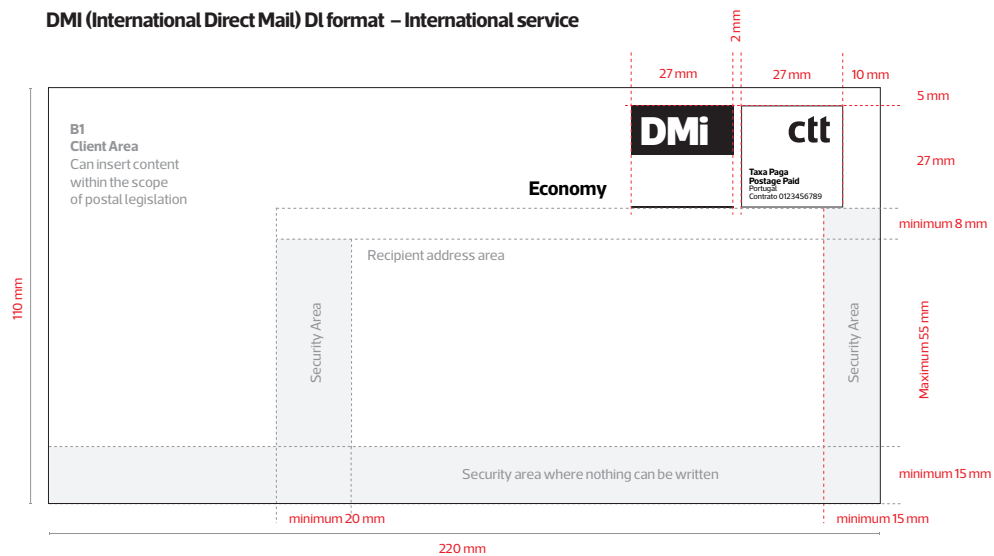 DMI (International Direct Mail) Dl format – International service
2 mm
27 mm
27 mm
10 mm
5 mm
B1
Client Area
Can insert content
within the scope
of postal legislation
DMi
ctt
27 mm
Taxa Paga
Postage Paid
Portugal
Contrato 0123456789
Economy
minimum 8 mm
Recipient address area
110 mm
Security Area
Security Area
Maximum 55 mm
Security area where nothing can be written
minimum 15 mm
minimum 20 mm
minimum 15 mm
220 mm